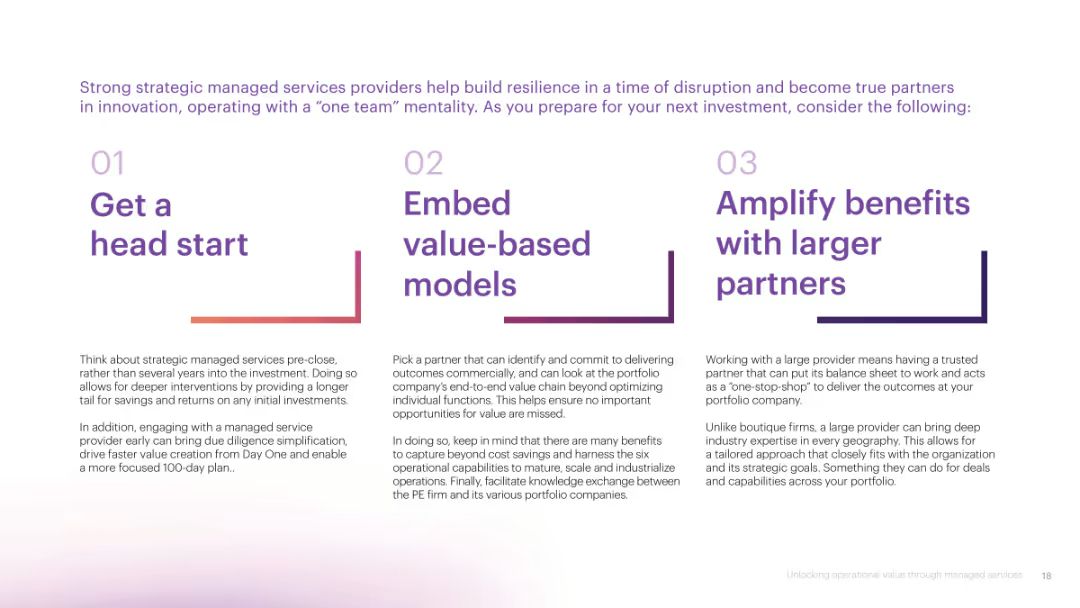 Strong strategic managed services providers help build resilience in a time of disruption and become true partners
in innovation, operating with a “one team” mentality. As you prepare for your next investment, consider the following:
01
Get a
head start
Think about strategic managed services pre-close,
rather than several years into the investment. Doing so
allows for deeper interventions by providing a longer
tail for savings and returns on any initial investments.
In addition, engaging with a managed service
provider early can bring due diligence simplification,
drive faster value creation from Day One and enable
a more focused 100-day plan..
02
Embed
value-based
models
Pick a partner that can identify and commit to delivering
outcomes commercially, and can look at the portfolio
company’s end-to-end value chain beyond optimizing
individual functions. This helps ensure no important
opportunities for value are missed.
In doing so, keep in mind that there are many benefits
to capture beyond cost savings and harness the six
operational capabilities to mature, scale and industrialize
operations. Finally, facilitate knowledge exchange between
the PE firm and its various portfolio companies.
03
Amplify benefits
with larger
partners
Working with a large provider means having a trusted
partner that can put its balance sheet to work and acts
as a “one-stop-shop” to deliver the outcomes at your
portfolio company.
Unlike boutique firms, a large provider can bring deep
industry expertise in every geography. This allows for
a tailored approach that closely fits with the organization
and its strategic goals. Something they can do for deals
and capabilities across your portfolio.
Unlocking operational value through managed services 18